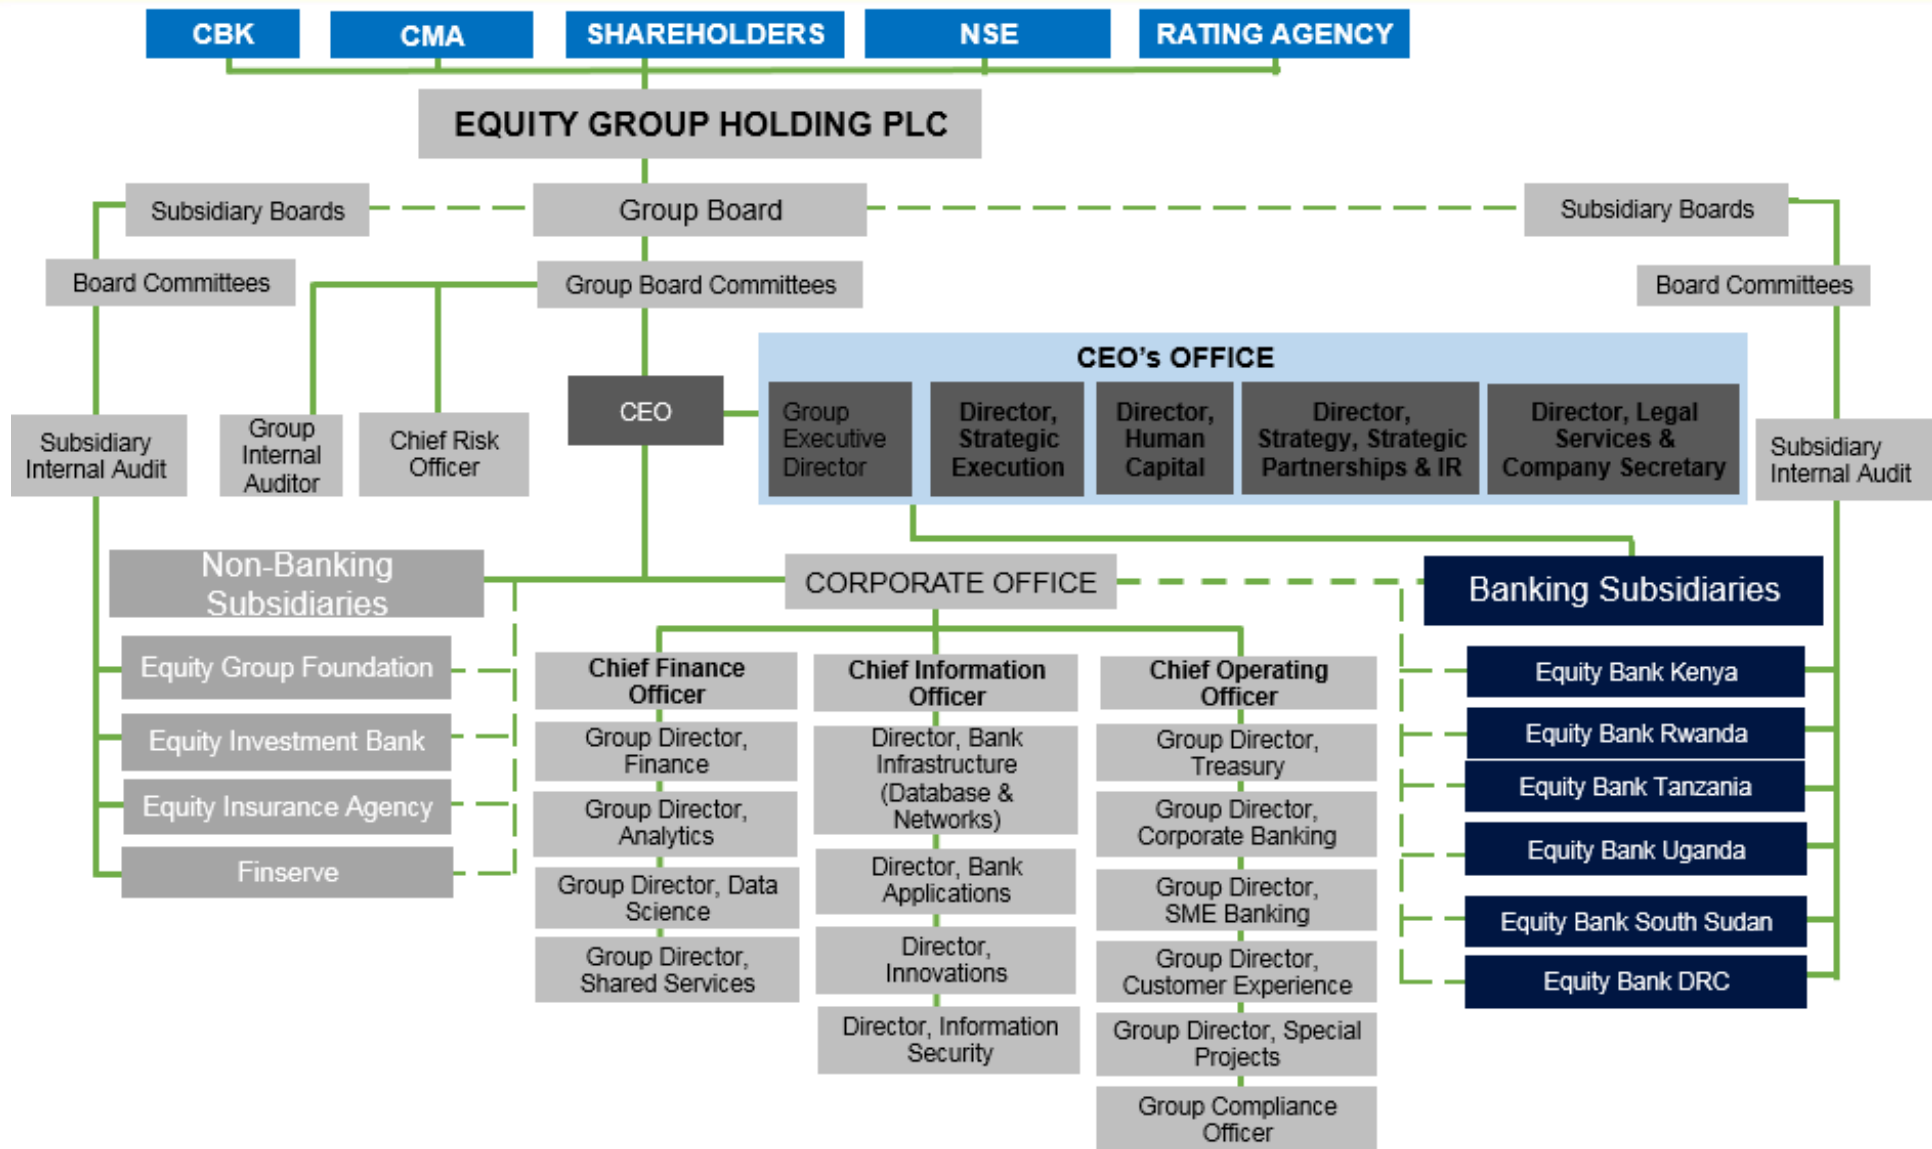 CBK
CMA
SHAREHOLDERS
NSE
RATING AGENCY
EQUITY GROUP HOLDING PLC
Subsidiary Boards
Group Board
Subsidiary Boards
Board Committees
Group Board Committees
Board Committees
CEO's OFFICE
CEO
Group
Executive
Director
Director,
Strategic
Execution
Director,
Human
Capital
Director,
Strategy, Strategic
Partnerships & IR
Director, Legal
Services &
Company Secretary
Subsidiary
Internal Audit
Group
Internal
Auditor
Chief Risk
Officer
Subsidiary
Internal Audit
Non-Banking
Subsidiaries
CORPORATE OFFICE
Banking Subsidiaries
Equity Group Foundation
Equity Investment Bank
Equity Insurance Agency
Finserve
Chief Finance
Officer
Group Director,
Finance
Group Director,
Analytics
Group Director, Data
Science
Group Director,
Shared Services
Chief Information
Officer
Director, Bank
Infrastructure
(Database &
Networks)
Director, Bank
Applications
Director,
Innovations
Director, Information
Security
Chief Operating
Officer
Group Director,
Treasury
Group Director,
Corporate Banking
Group Director,
SME Banking
Group Director,
Customer Experience
Group Director, Special
Projects
Group Compliance
Officer
Equity Bank Kenya
Equity Bank Rwanda
Equity Bank Tanzania
Equity Bank Uganda
Equity Bank South Sudan
Equity Bank DRC